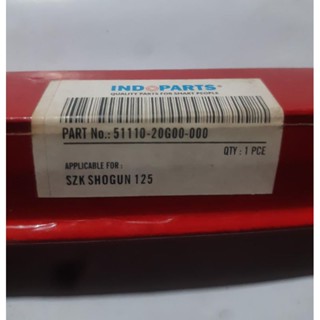 INDOPARTS®
QUALITY PARTS FOR SMART PEOPLE
PART No.: 51110-20G00-000
QTY : 1 PCE
APPLICABLE FOR :
SZK SHOGUN 125